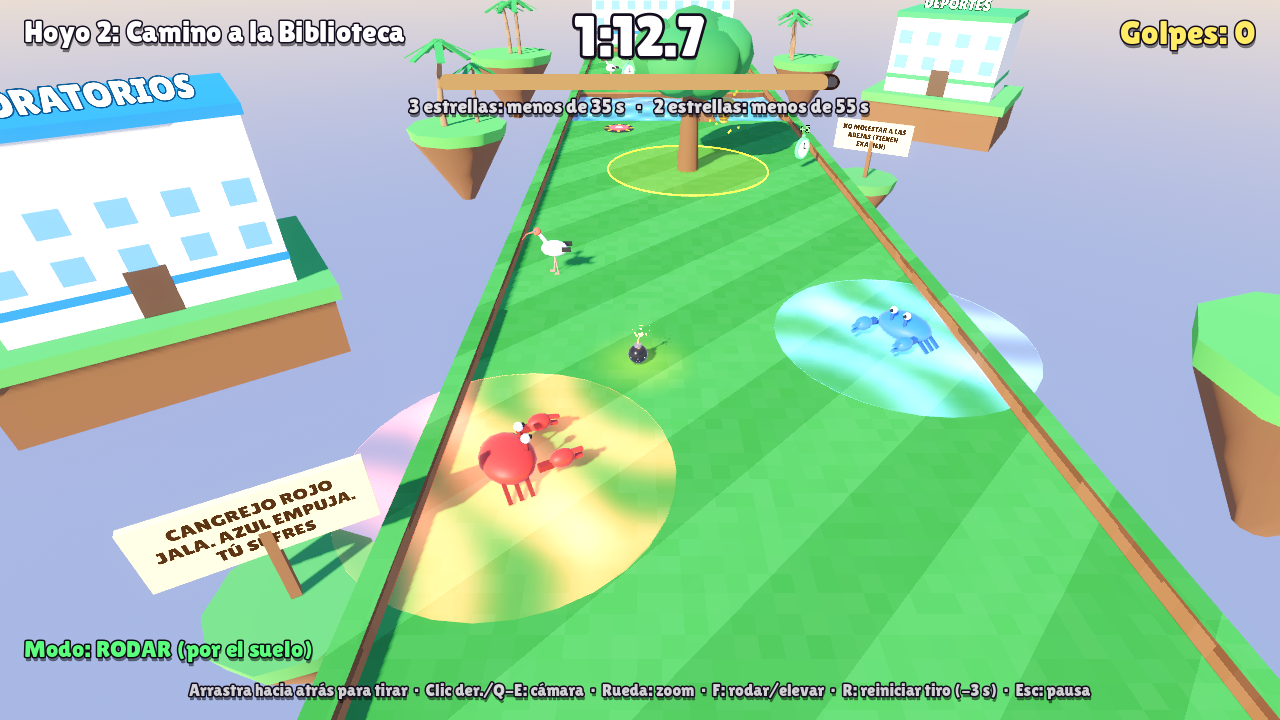 Hoyo 2: Camino a la Biblioteca
1:12.7
Golpes: 0
DEPORTES
3 estrellas: menos de 35 s · 2 estrellas: menos de 55 s
ORATORIOS
NO MOLESTAR A LAS
ABEJAS (TIENEN
EXAMEN)
CANGREJO ROJO
JALA. AZUL EMPUJA.
TÚ SUFRES
Modo: RODAR (por el suelo)
Arrastra hacia atrás para tirar · Clic der./Q-E: cámara · Rueda: zoom · F: rodar/elevar · R: reiniciar tiro (-3 s) · Esc: pausa